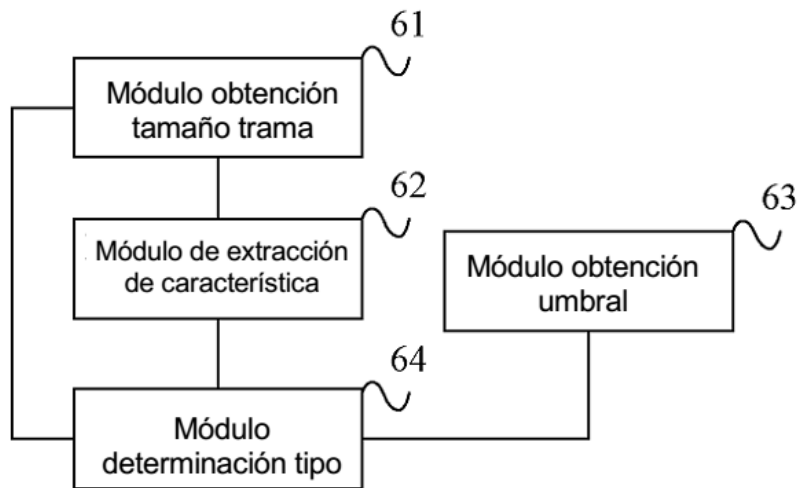 61
Módulo obtención
tamaño trama
62
Módulo de extracción
de característica
63
Módulo obtención
umbral
64
Módulo
determinación tipo